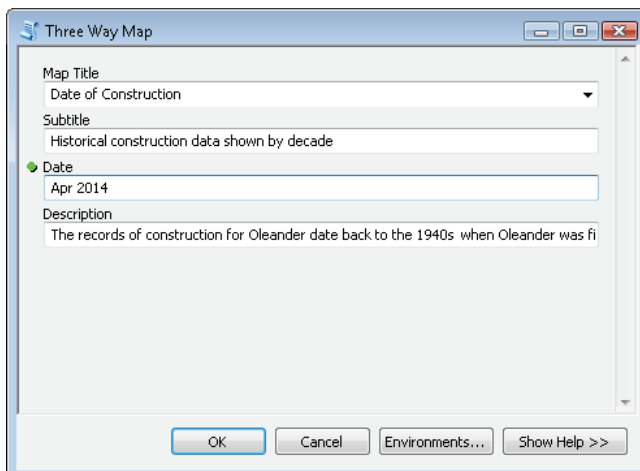 Three Way Map
Map Title
Date of Construction
Subtitle
Historical construction data shown by decade
Date
Apr 2014
Description
The records of construction for Oleander date back to the 1940s when Oleander was fi
OK Cancel Environments... Show Help >>